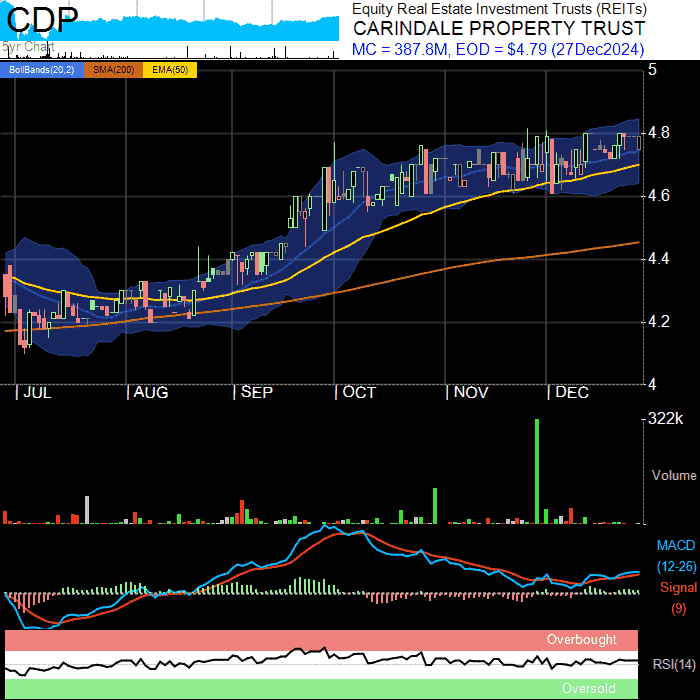 CDP
5yr Chart
Equity Real Estate Investment Trusts (REITs)
CARINDALE PROPERTY TRUST
MC = 387.8M, EOD = $4.79 (27Dec2024)
BollBands(20,2) SMA(200) EMA(50)
5
4.8
4.6
4.4
4.2
4
JUL AUG SEP OCT NOV DEC
322k
Volume
MACD
(12-26)
Signal
(9)
Overbought
RSI(14)
Oversold